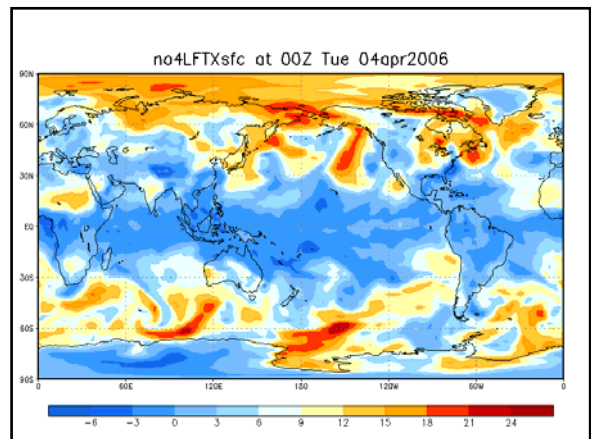 no4LFTXsfc at 00Z Tue 04apr2006
90N
60N
30N
EQ
30S
60S
90S
0 60E 120E 180 120W 60W 0
-6 -3 0 3 6 9 12 15 18 21 24